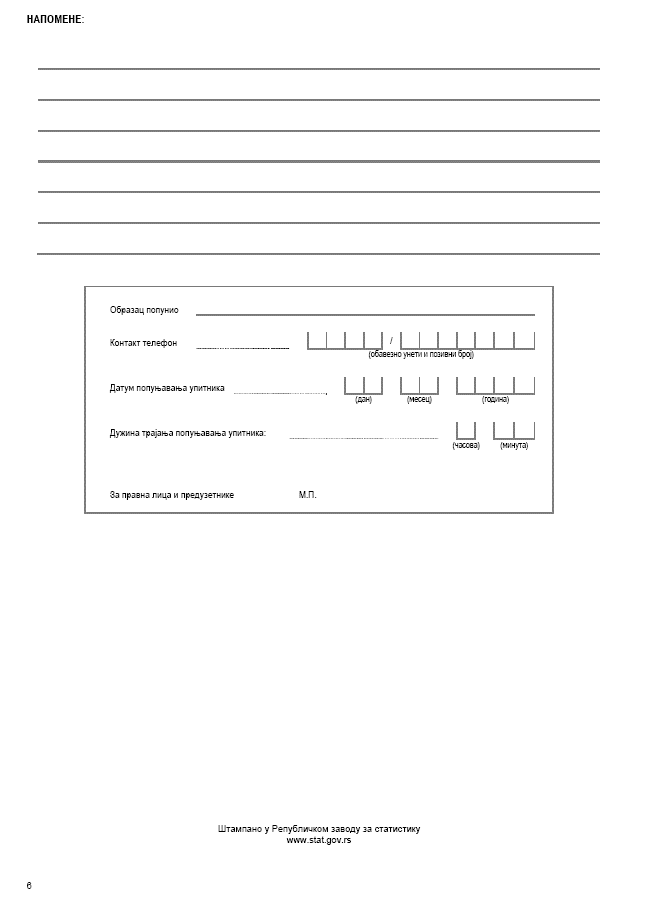 НАПОМЕНЕ:
Образац попунио
Контакт телефон /
(обавезно унети и позивни број)
Датум попуњавања упитника
(дан) (месец) (година)
Дужина трајања попуњавања упитника:
(часова) (минута)
За правна лица и предузетнике М.П.
Штампано у Републичком заводу за статистику
www.stat.gov.rs
6